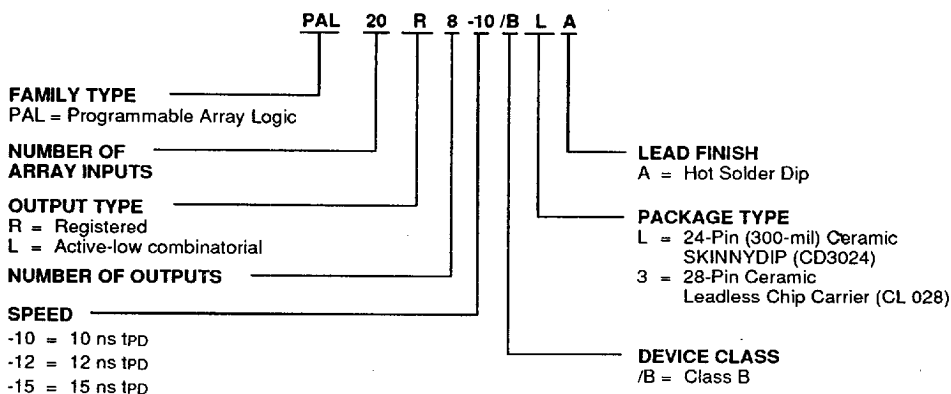 PAL 20 R 8 -10 /B L A
FAMILY TYPE
PAL = Programmable Array Logic
NUMBER OF
ARRAY INPUTS
OUTPUT TYPE
R = Registered
L = Active-low combinatorial
NUMBER OF OUTPUTS
SPEED
-10 = 10 ns tPD
-12 = 12 ns tPD
-15 = 15 ns tPD
LEAD FINISH
A = Hot Solder Dip
PACKAGE TYPE
L = 24-Pin (300-mil) Ceramic
SKINNYDIP (CD3024)
3 = 28-Pin Ceramic
Leadless Chip Carrier (CL 028)
DEVICE CLASS
/B = Class B